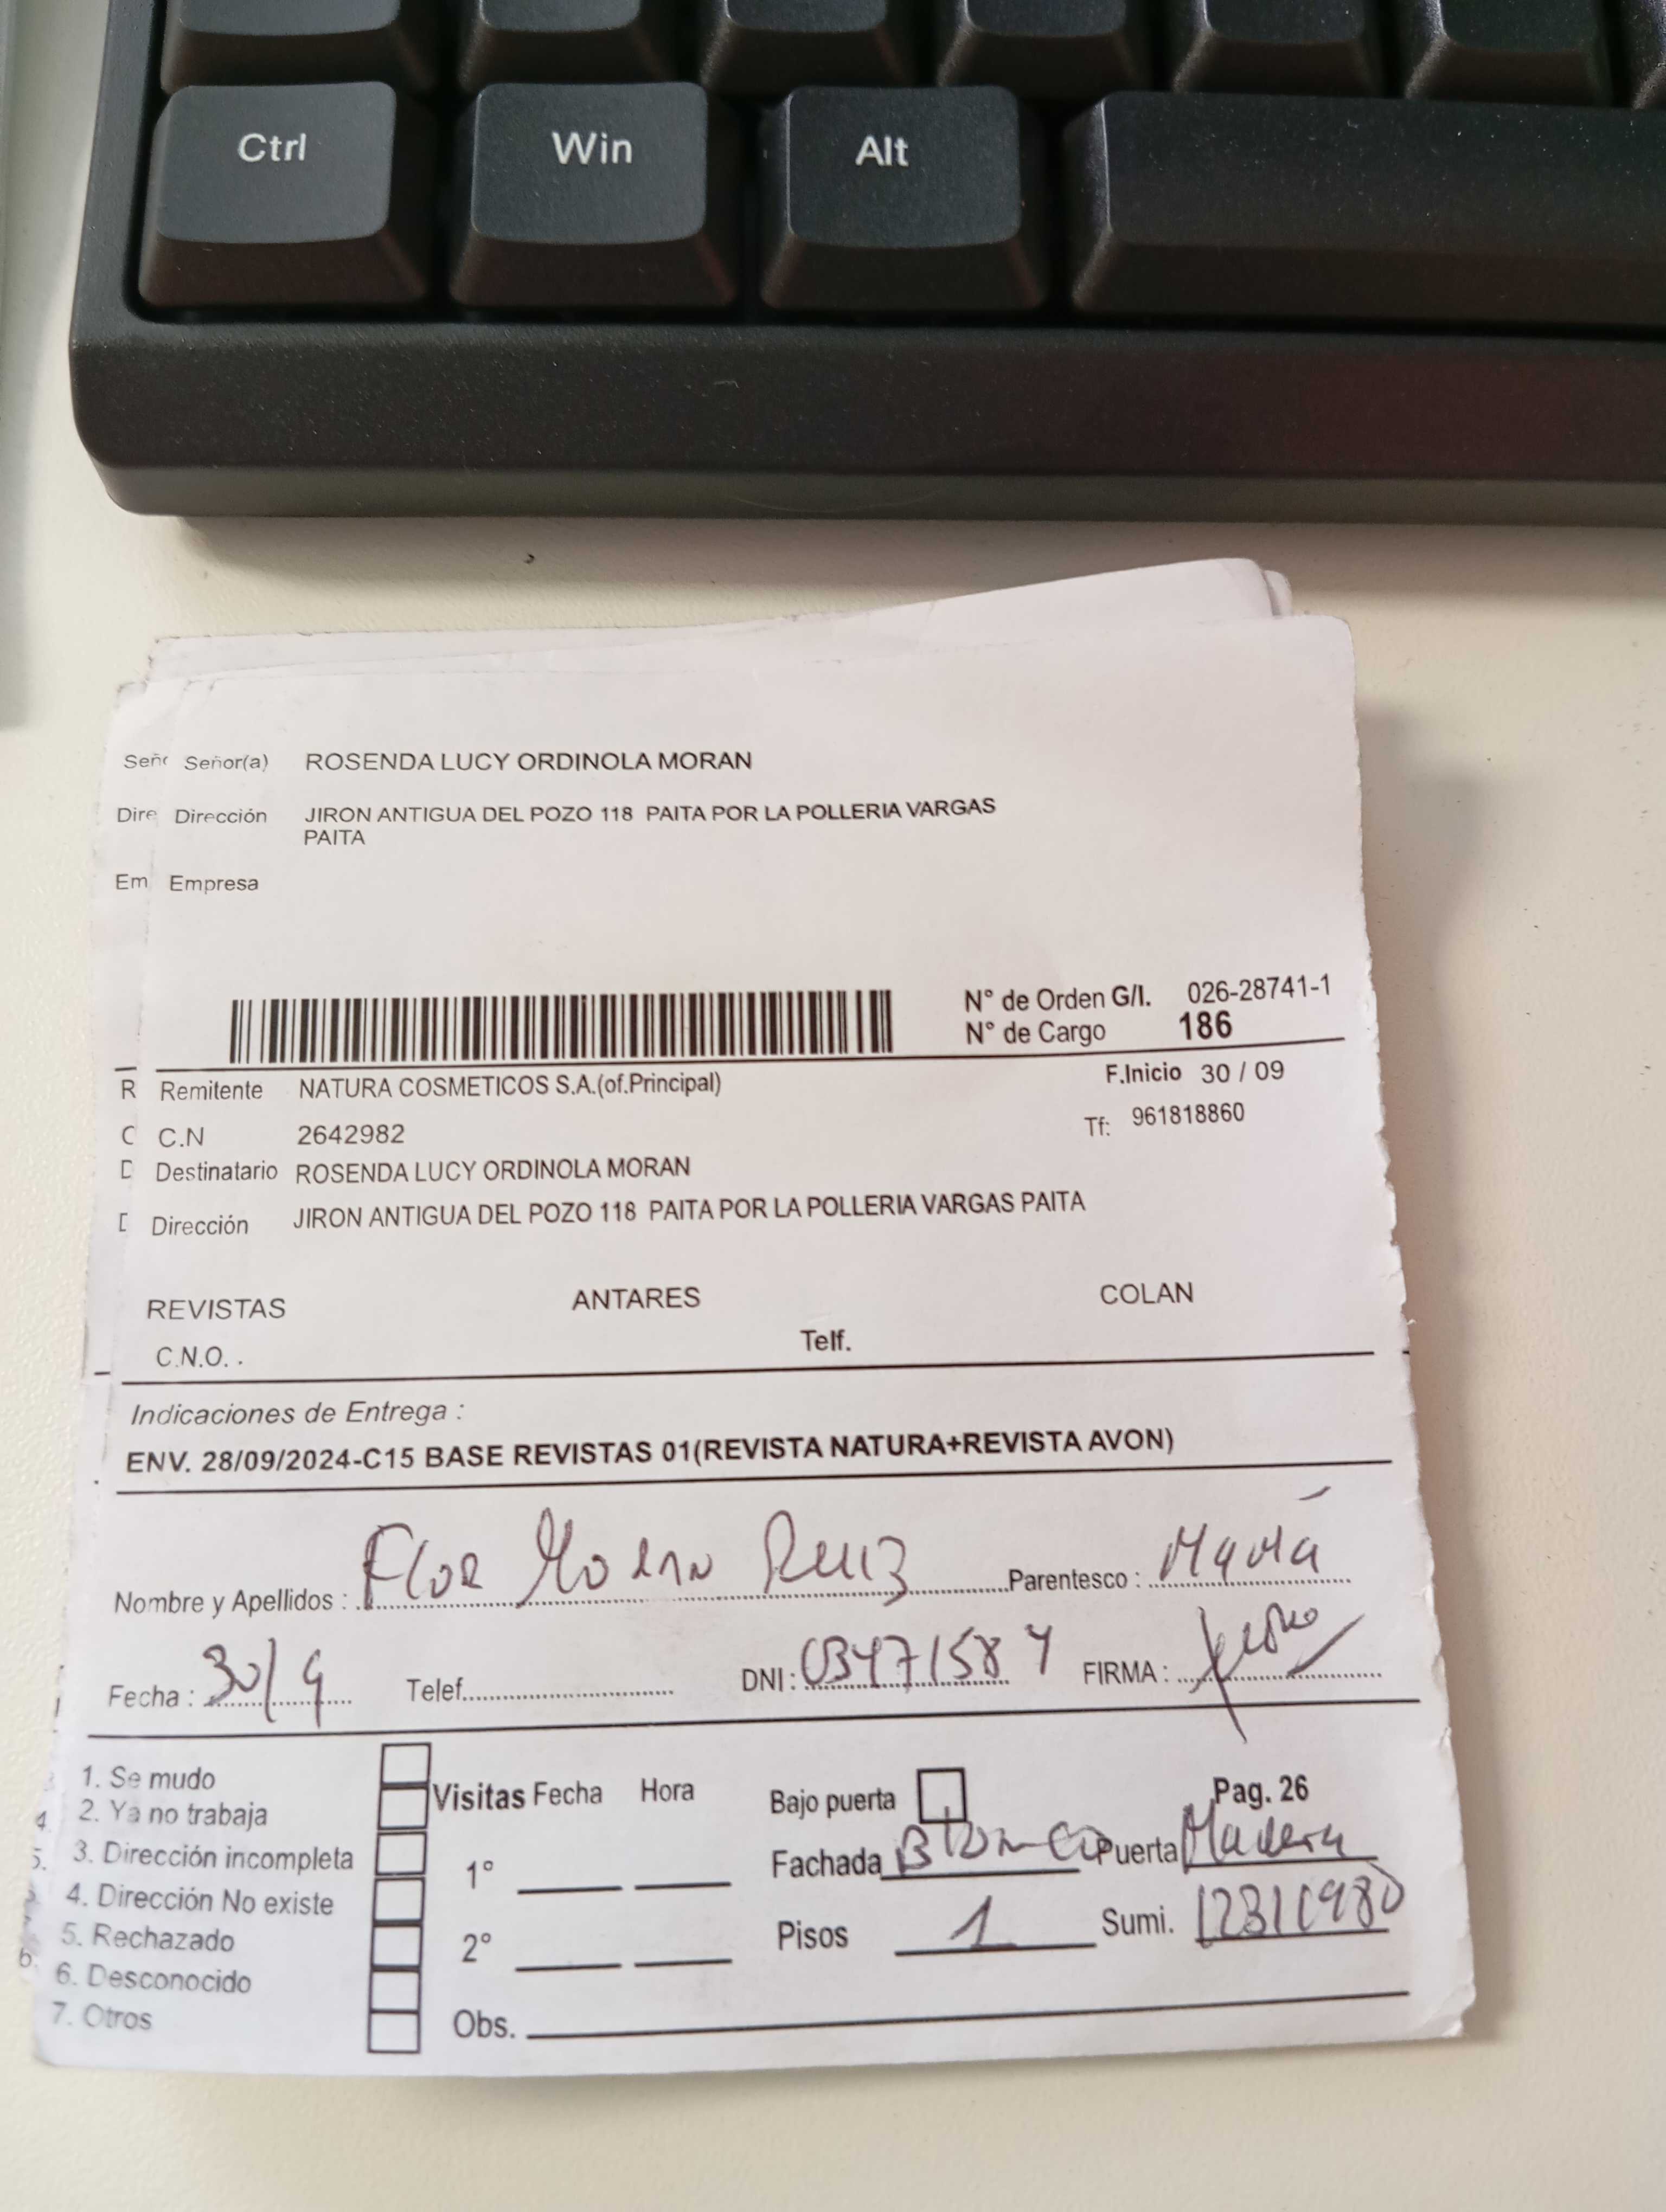 Ctrl Win Alt
Seño Señor(a) ROSENDA LUCY ORDINOLA MORAN
Dire Dirección JIRON ANTIGUA DEL POZO 118 PAITA POR LA POLLERIA VARGAS
PAITA
Em Empresa
N° de Orden G/I. 026-28741-1
N° de Cargo 186
F.Inicio 30 / 09
R Remitente NATURA COSMETICOS S.A.(of.Principal)
Tf: 961818860
C C.N 2642982
D Destinatario ROSENDA LUCY ORDINOLA MORAN
D Dirección JIRON ANTIGUA DEL POZO 118 PAITA POR LA POLLERIA VARGAS PAITA
REVISTAS ANTARES COLAN
C.N.O. . Telf.
Indicaciones de Entrega :
ENV. 28/09/2024-C15 BASE REVISTAS 01(REVISTA NATURA+REVISTA AVON)
Nombre y Apellidos : Flor Ruiz Parentesco : Mamá
Fecha : 30/9 Telef. DNI : FIRMA :
1. Se mudo
2. Ya no trabaja
3. Dirección incompleta
4. Dirección No existe
5. Rechazado
6. Desconocido
7. Otros
Visitas Fecha Hora
1°
2°
Obs.
Bajo puerta Pag. 26
Fachada Blanco Puerta Madera
Pisos 1 Sumi. 12311980